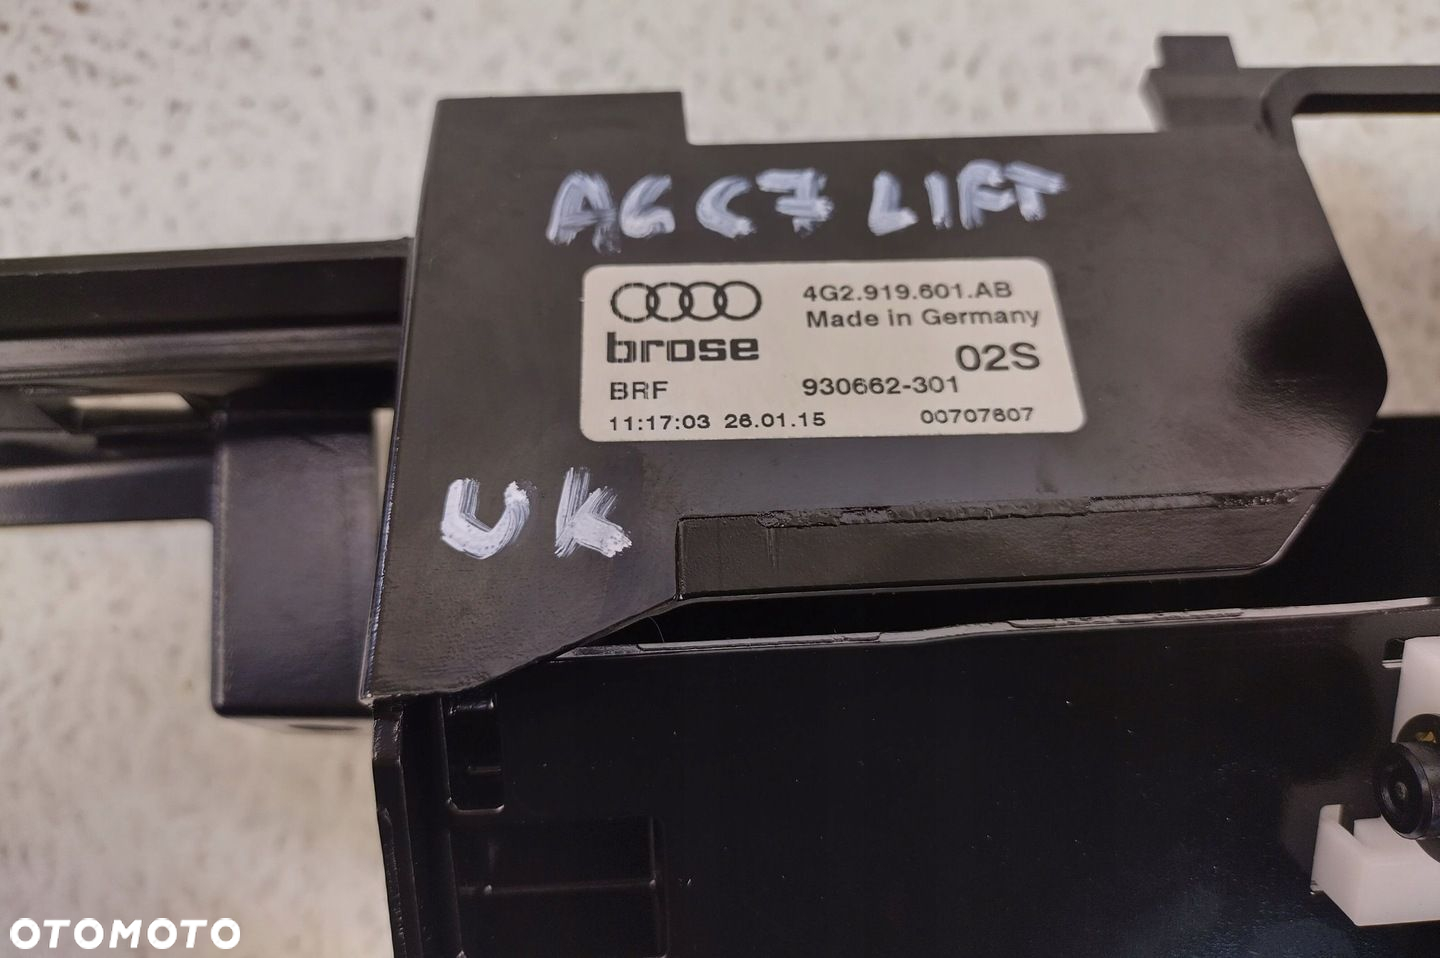 A6 C7 LIFT
4G2.919.601.AB
Made in Germany
brose
02S
BRF
930662-301
11:17:03 26.01.15
00707607
UK
OTOMOTO